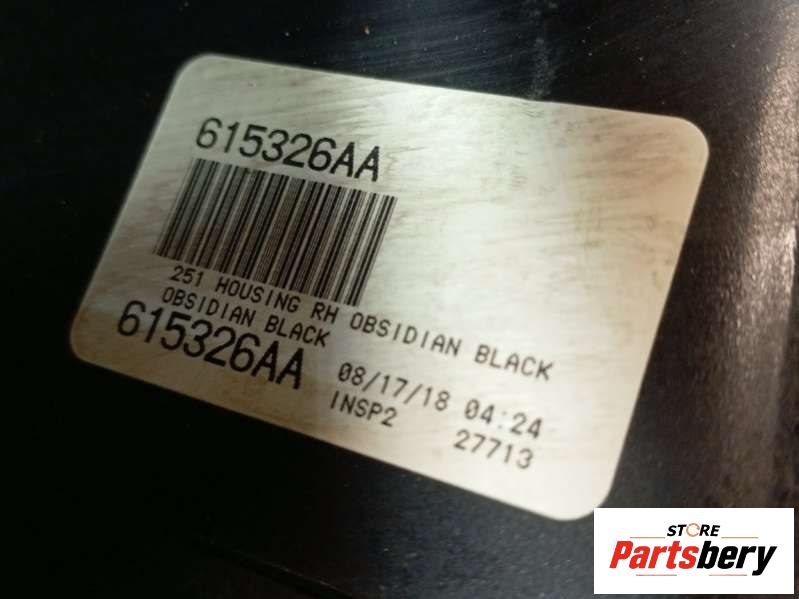 615326AA
251 HOUSING RH OBSIDIAN BLACK
OBSIDIAN BLACK
615326AA
08/17/18 04:24
INSP2 27713
STORE
Partsbery